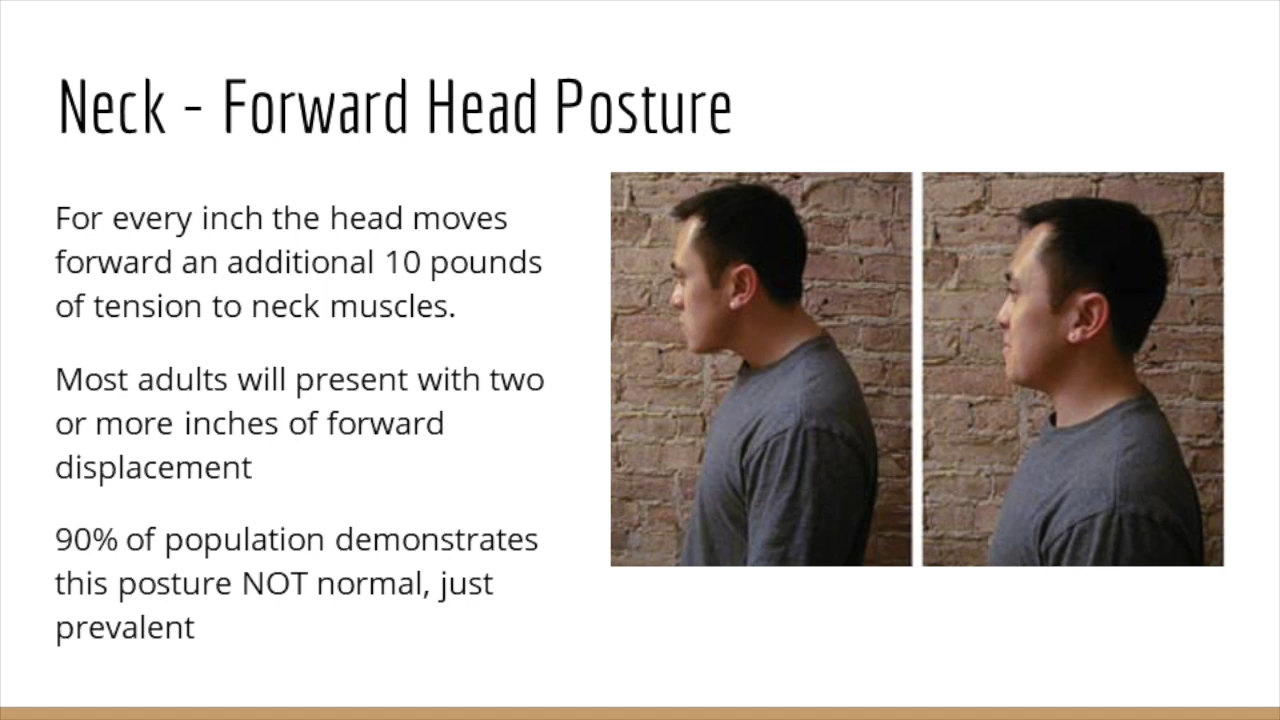 Neck - Forward Head Posture
For every inch the head moves
forward an additional 10 pounds
of tension to neck muscles.
Most adults will present with two
or more inches of forward
displacement
90% of population demonstrates
this posture NOT normal, just
prevalent